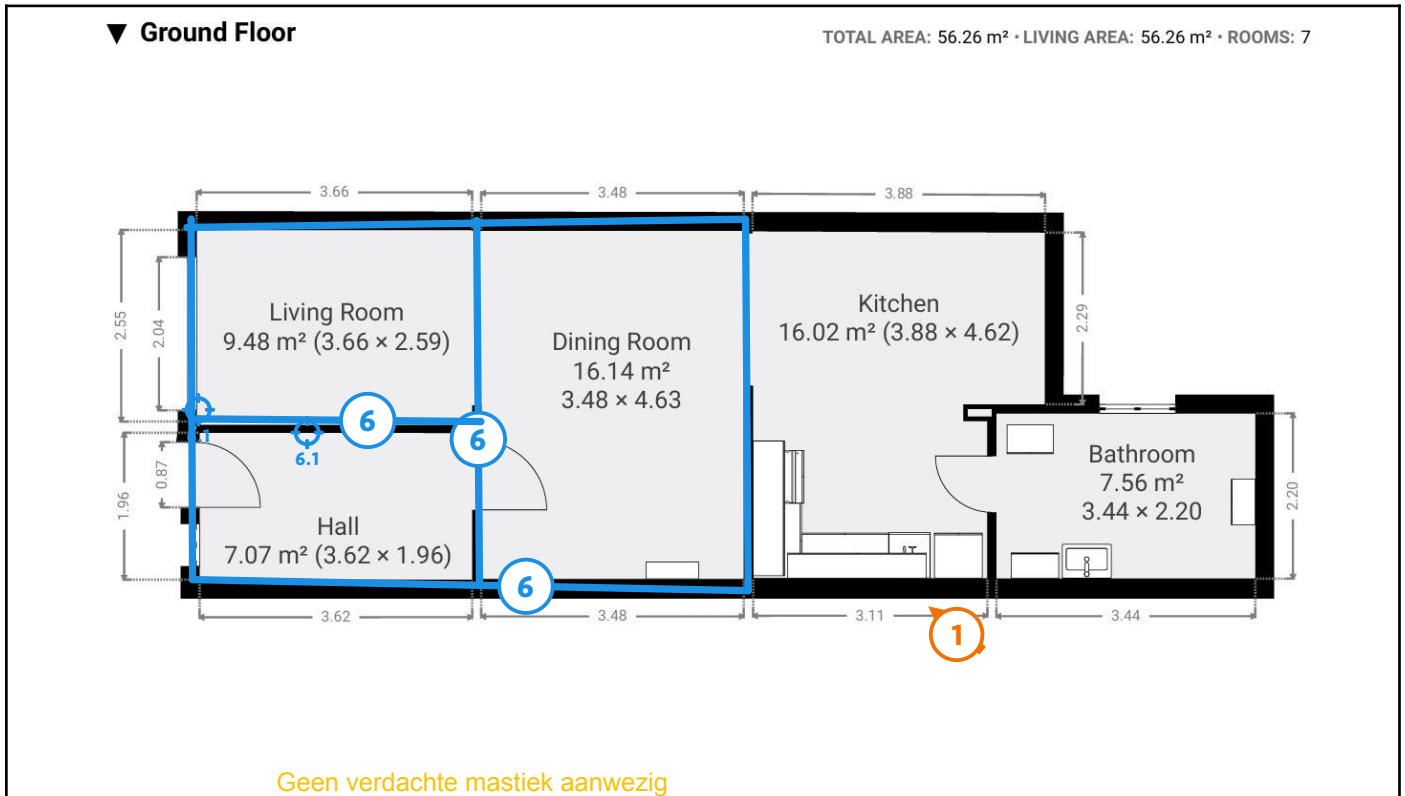 ▼ Ground Floor
TOTAL AREA: 56.26 m² · LIVING AREA: 56.26 m² · ROOMS: 7
3.66
3.48
3.88
2.55
2.04
Living Room
9.48 m² (3.66 × 2.59)
Dining Room
16.14 m²
3.48 × 4.63
Kitchen
16.02 m² (3.88 × 4.62)
2.29
6
6
1
6.1
1.96
0.87
Hall
7.07 m² (3.62 × 1.96)
Bathroom
7.56 m²
3.44 × 2.20
2.20
6
3.62
3.48
3.11
3.44
1
Geen verdachte mastiek aanwezig